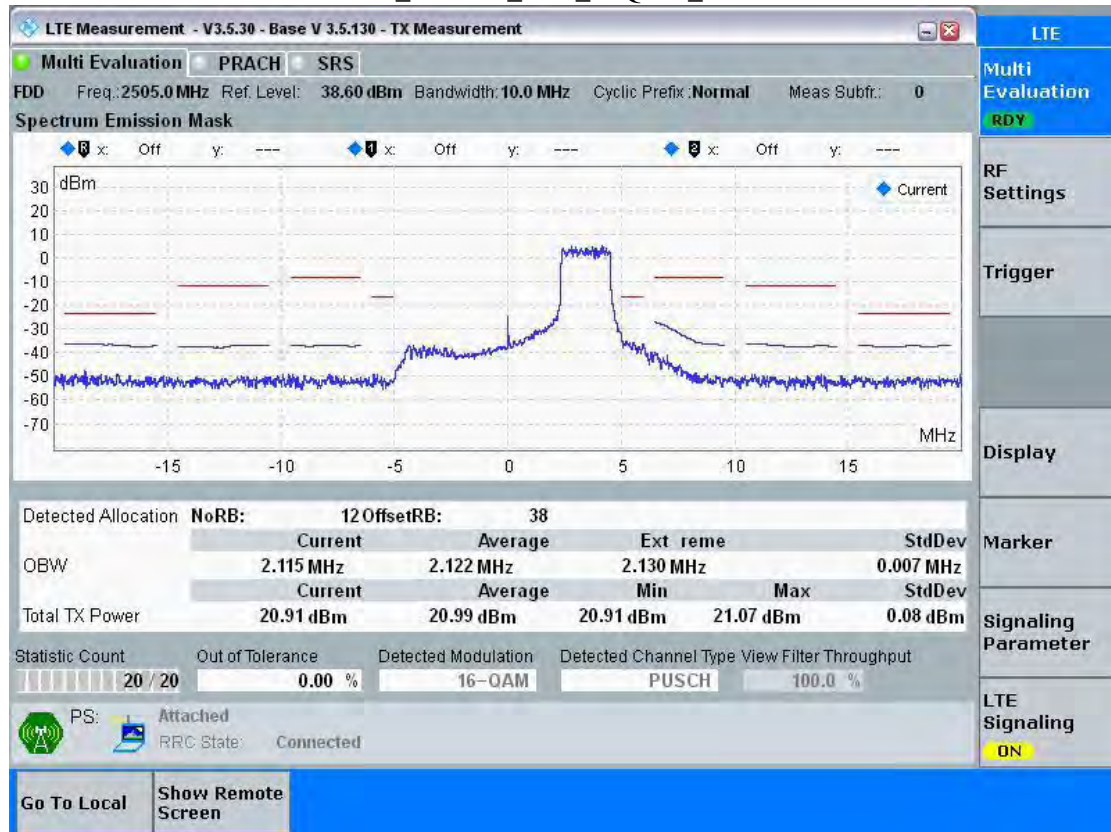 LTE Measurement - V3.5.30 - Base V 3.5.130 - TX Measurement
LTE
Multi Evaluation PRACH SRS
Multi
Evaluation
RDY
FDD Freq.:2505.0 MHz Ref. Level: 38.60 dBm Bandwidth:10.0 MHz Cyclic Prefix :Normal Meas Subfr.: 0
Spectrum Emission Mask
R x: Off y: --- 1 x: Off y: --- 2 x: Off y: ---
RF
Settings
dBm
Current
30
20
10
0
-10
-20
-30
-40
-50
-60
-70
MHz
-15 -10 -5 0 5 10 15
Trigger
Display
Detected Allocation NoRB: 12 OffsetRB: 38
Current Average Ext reme StdDev
OBW 2.115 MHz 2.122 MHz 2.130 MHz 0.007 MHz
Current Average Min Max StdDev
Total TX Power 20.91 dBm 20.99 dBm 20.91 dBm 21.07 dBm 0.08 dBm
Marker
Signaling
Parameter
Statistic Count Out of Tolerance Detected Modulation Detected Channel Type View Filter Throughput
20 / 20 0.00 % 16-QAM PUSCH 100.0 %
PS: Attached
RRC State: Connected
LTE
Signaling
ON
Go To Local
Show Remote
Screen